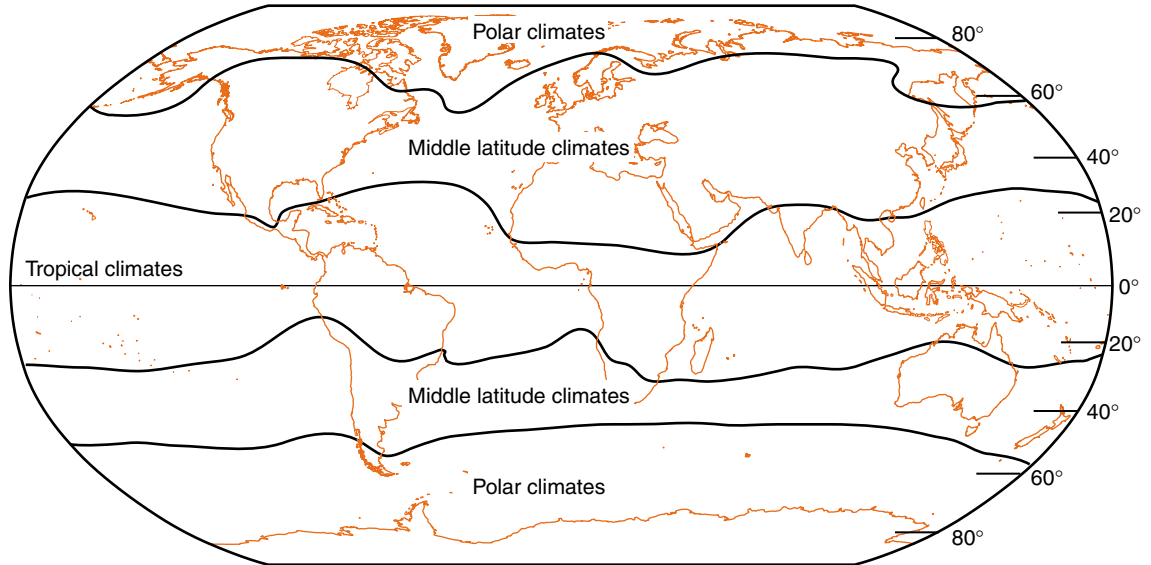 Polar climates
80°
60°
Middle latitude climates
40°
20°
Tropical climates
0°
20°
Middle latitude climates
40°
60°
Polar climates
80°